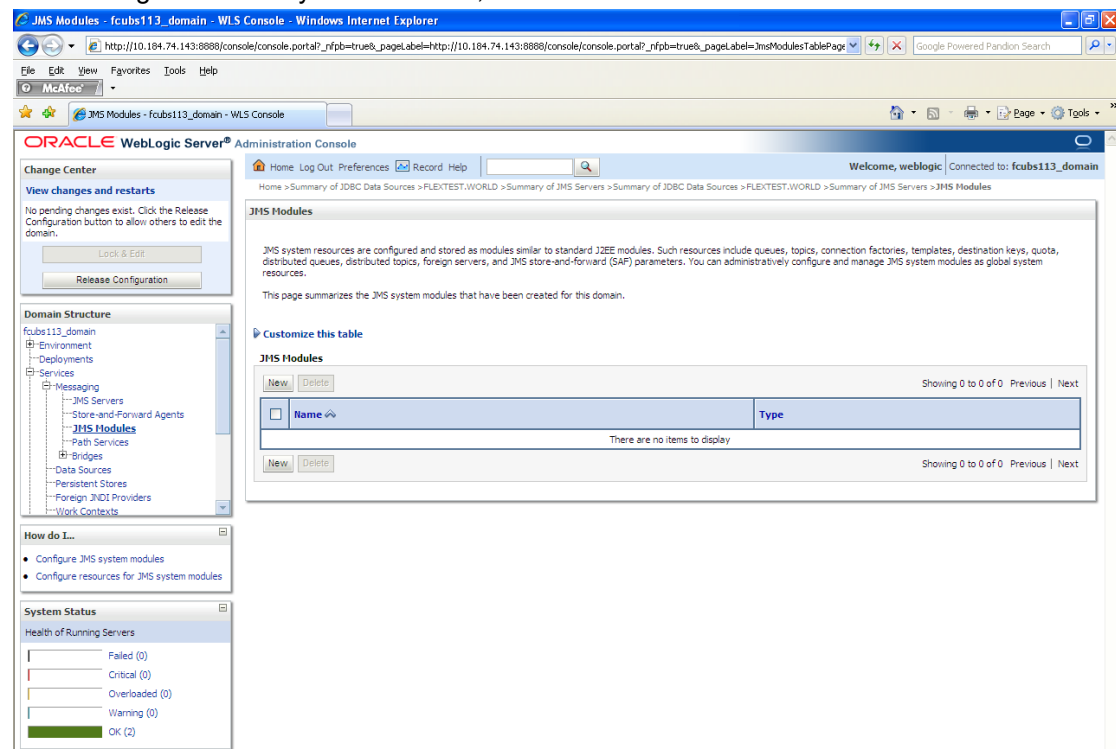 JMS Modules - fcubs113_domain - WLS Console - Windows Internet Explorer
http://10.184.74.143:8888/console/console.portal?_nfpb=true&_pageLabel=http://10.184.74.143:8888/console/console.portal?_nfpb=true&_pageLabel=JmsModulesTablePage
Google Powered Pandion Search
File Edit View Favorites Tools Help
McAfee
JMS Modules - fcubs113_domain - WLS Console
Page Tools
ORACLE WebLogic Server® Administration Console
Change Center
View changes and restarts
No pending changes exist. Click the Release
Configuration button to allow others to edit the
domain.
Lock & Edit
Release Configuration
Domain Structure
fcubs113_domain
Environment
Deployments
Services
Messaging
JMS Servers
Store-and-Forward Agents
JMS Modules
Path Services
Bridges
Data Sources
Persistent Stores
Foreign JNDI Providers
Work Contexts
How do I...
Configure JMS system modules
Configure resources for JMS system modules
System Status
Health of Running Servers
Failed (0)
Critical (0)
Overloaded (0)
Warning (0)
OK (2)
Home Log Out Preferences Record Help
Welcome, weblogic Connected to: fcubs113_domain
Home >Summary of JDBC Data Sources >FLEXTEST.WORLD >Summary of JMS Servers >Summary of JDBC Data Sources >FLEXTEST.WORLD >Summary of JMS Servers >JMS Modules
JMS Modules
JMS system resources are configured and stored as modules similar to standard J2EE modules. Such resources include queues, topics, connection factories, templates, destination keys, quota,
distributed queues, distributed topics, foreign servers, and JMS store-and-forward (SAF) parameters. You can administratively configure and manage JMS system modules as global system
resources.
This page summarizes the JMS system modules that have been created for this domain.
Customize this table
JMS Modules
New Delete Showing 0 to 0 of 0 Previous | Next
Name Type
There are no items to display
New Delete Showing 0 to 0 of 0 Previous | Next